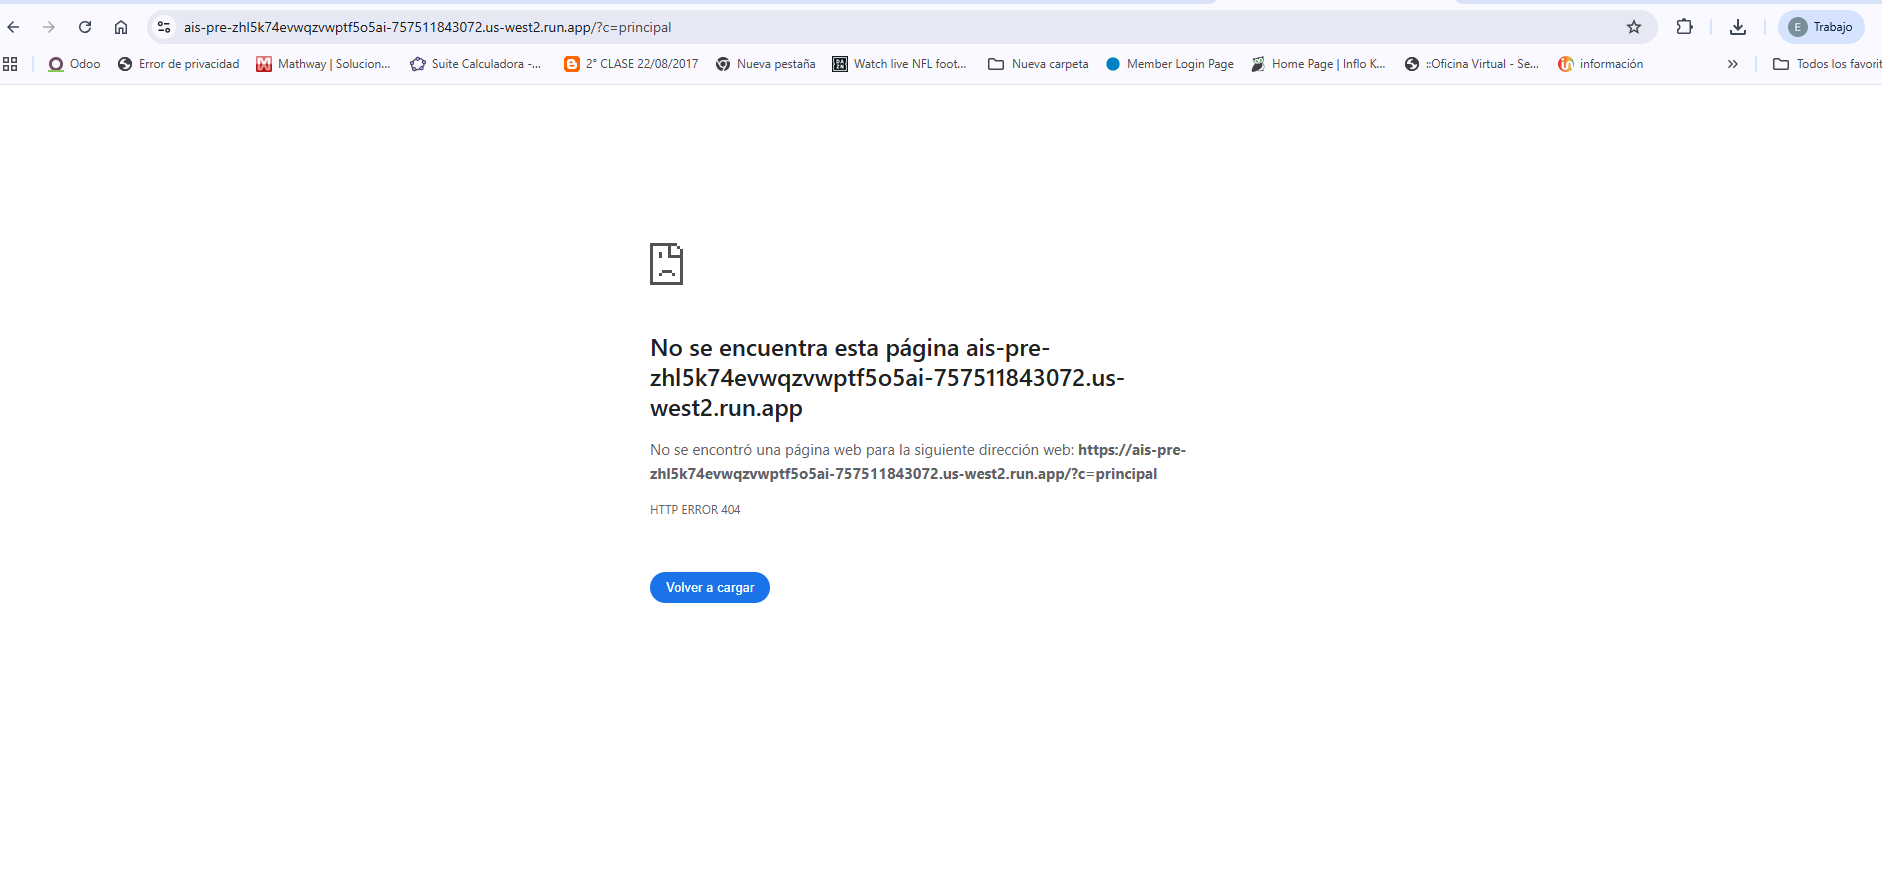 ais-pre-zhl5k74evwqzvwptf5o5ai-757511843072.us-west2.run.app/?c=principal
E Trabajo
Odoo
Error de privacidad
Mathway | Solucion...
Suite Calculadora -...
2° CLASE 22/08/2017
Nueva pestaña
Watch live NFL foot...
Nueva carpeta
Member Login Page
Home Page | Inflo K...
::Oficina Virtual - Se...
información
Todos los favorit
No se encuentra esta página ais-pre-
zhl5k74evwqzvwptf5o5ai-757511843072.us-
west2.run.app
No se encontró una página web para la siguiente dirección web: https://ais-pre-
zhl5k74evwqzvwptf5o5ai-757511843072.us-west2.run.app/?c=principal
HTTP ERROR 404
Volver a cargar